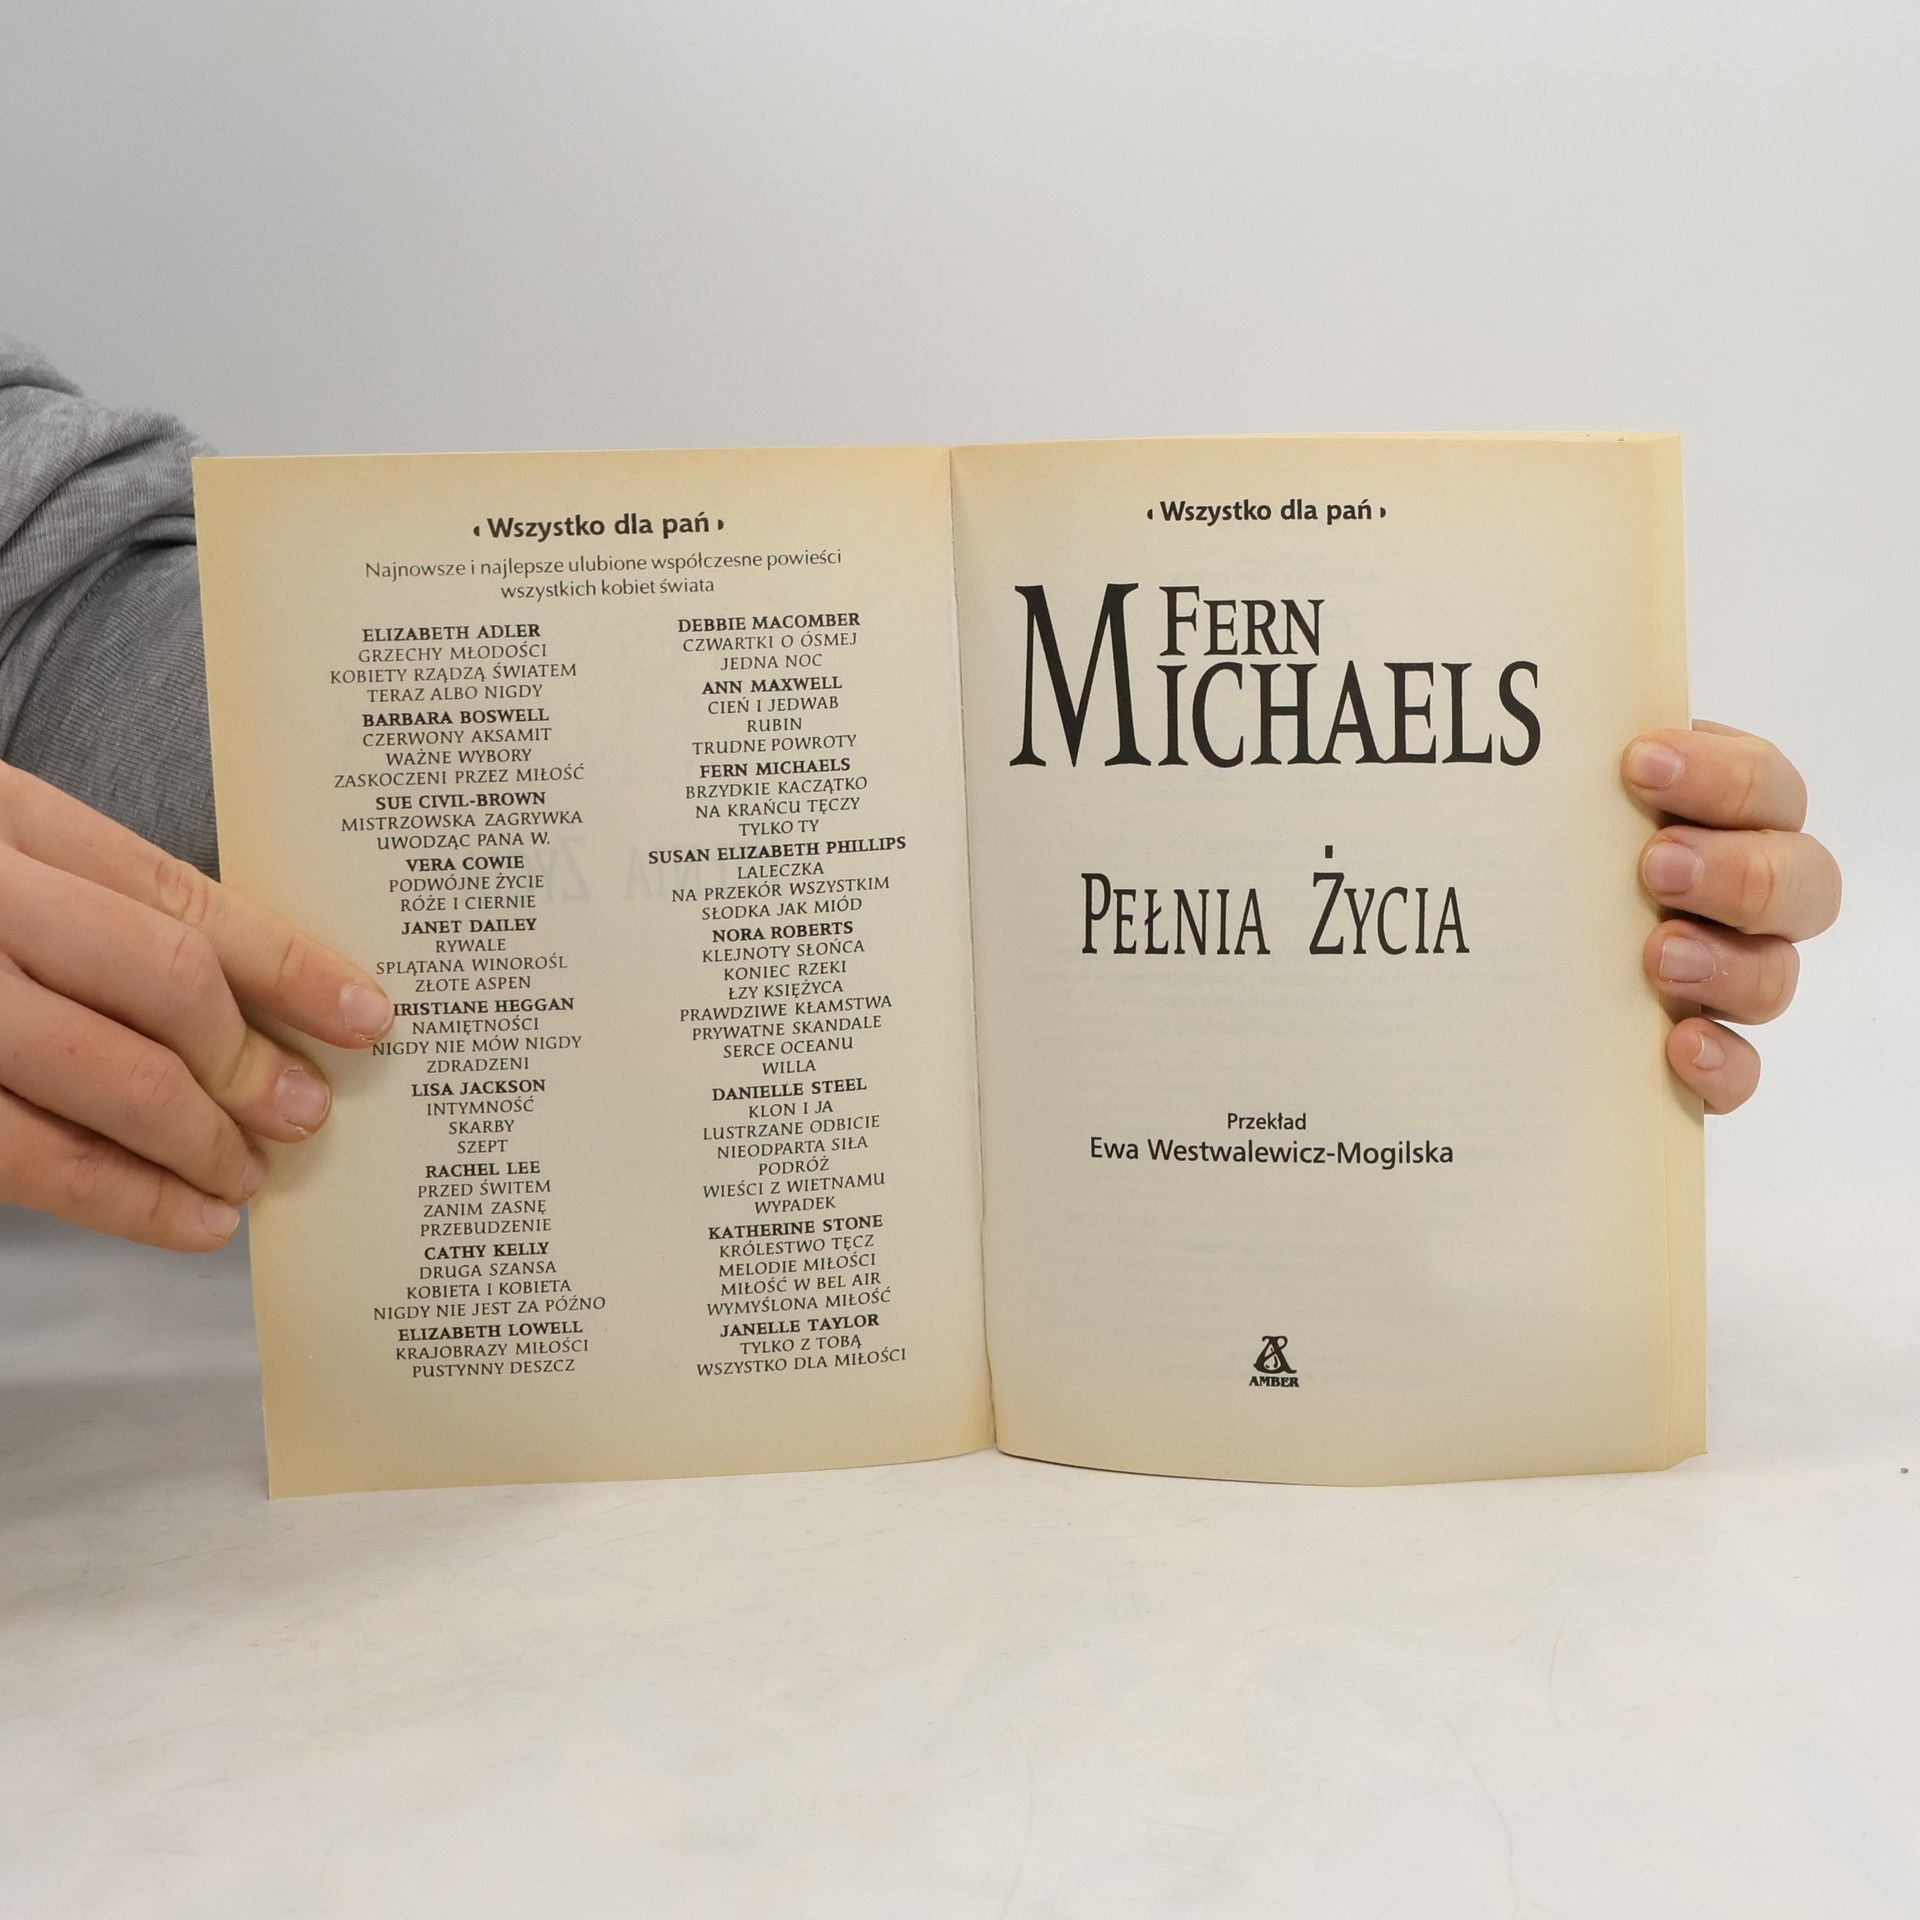 Wszystko dla pań
Najnowsze i najlepsze ulubione współczesne powieści
wszystkich kobiet świata
ELIZABETH ADLER
GRZECHY MŁODOŚCI
KOBIETY RZĄDZĄ ŚWIATEM
TERAZ ALBO NIGDY
BARBARA BOSWELL
CZERWONY AKSAMIT
WAŻNE WYBORY
ZASKOCZENI PRZEZ MIŁOŚĆ
SUE CIVIL-BROWN
MISTRZOWSKA ZAGRYWKA
UWODZĄC PANA W.
VERA COWIE
PODWÓJNE ŻYCIE
RÓŻE I CIERNIE
JANET DAILEY
RYWALE
SPLĄTANA WINOROŚL
ZŁOTE ASPEN
RISTIANE HEGGAN
NAMIĘTNOŚCI
NIGDY NIE MÓW NIGDY
ZDRADZENI
LISA JACKSON
INTYMNOŚĆ
SKARBY
SZEPT
RACHEL LEE
PRZED ŚWITEM
ZANIM ZASNĘ
PRZEBUDZENIE
CATHY KELLY
DRUGA SZANSA
KOBIETA I KOBIETA
NIGDY NIE JEST ZA PÓŹNO
ELIZABETH LOWELL
KRAJOBRAZY MIŁOŚCI
PUSTYNNY DESZCZ
DEBBIE MACOMBER
CZWARTKI O ÓSMEJ
JEDNA NOC
ANN MAXWELL
CIEŃ I JEDWAB
RUBIN
TRUDNE POWROTY
FERN MICHAELS
BRZYDKIE KACZĄTKO
NA KRAŃCU TĘCZY
TYLKO TY
SUSAN ELIZABETH PHILLIPS
LALECZKA
NA PRZEKÓR WSZYSTKIM
SŁODKA JAK MIÓD
NORA ROBERTS
KLEJNOTY SŁOŃCA
KONIEC RZEKI
ŁZY KSIĘŻYCA
PRAWDZIWE KŁAMSTWA
PRYWATNE SKANDALE
SERCE OCEANU
WILLA
DANIELLE STEEL
KLON I JA
LUSTRZANE ODBICIE
NIEODPARTA SIŁA
PODRÓŻ
WIEŚCI Z WIETNAMU
WYPADEK
KATHERINE STONE
KRÓLESTWO TĘCZ
MELODIE MIŁOŚCI
MIŁOŚĆ W BEL AIR
WYMYŚLONA MIŁOŚĆ
JANELLE TAYLOR
TYLKO Z TOBĄ
WSZYSTKO DLA MIŁOŚCI
Wszystko dla pań
FERN
MICHAELS
PEŁNIA ŻYCIA
Przekład
Ewa Westwalewicz-Mogilska
AMBER